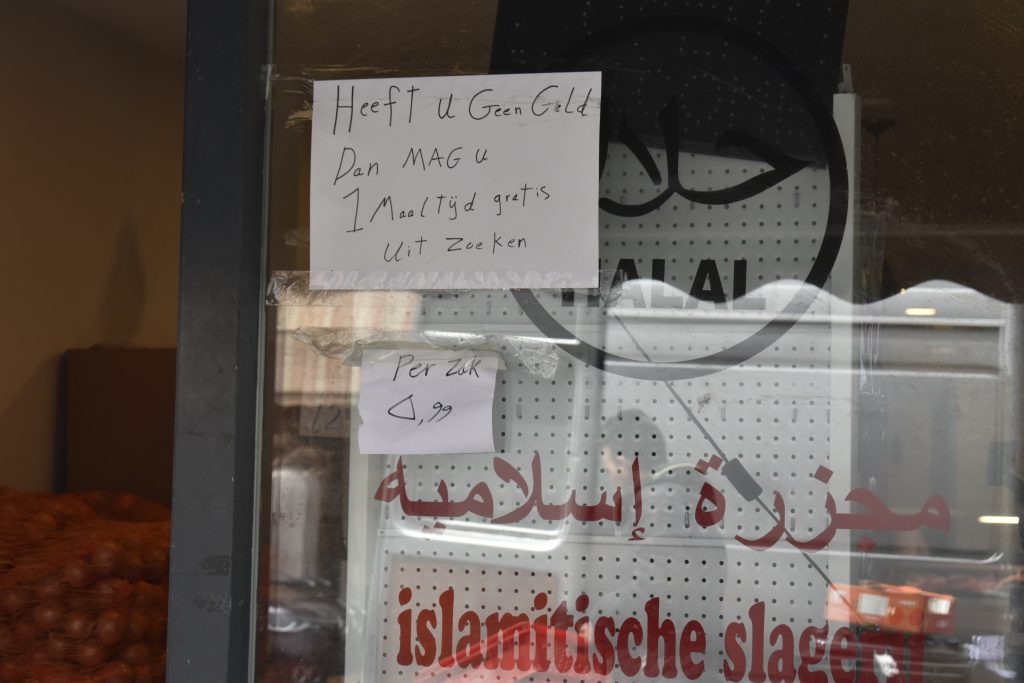 Heeft U Geen Geld
Dan MAG U
1 Maaltijd gratis
Uit Zoeken
حلال
HALAL
Per Zak
0,99
مجزرة إسلاميه
islamitische slagerij